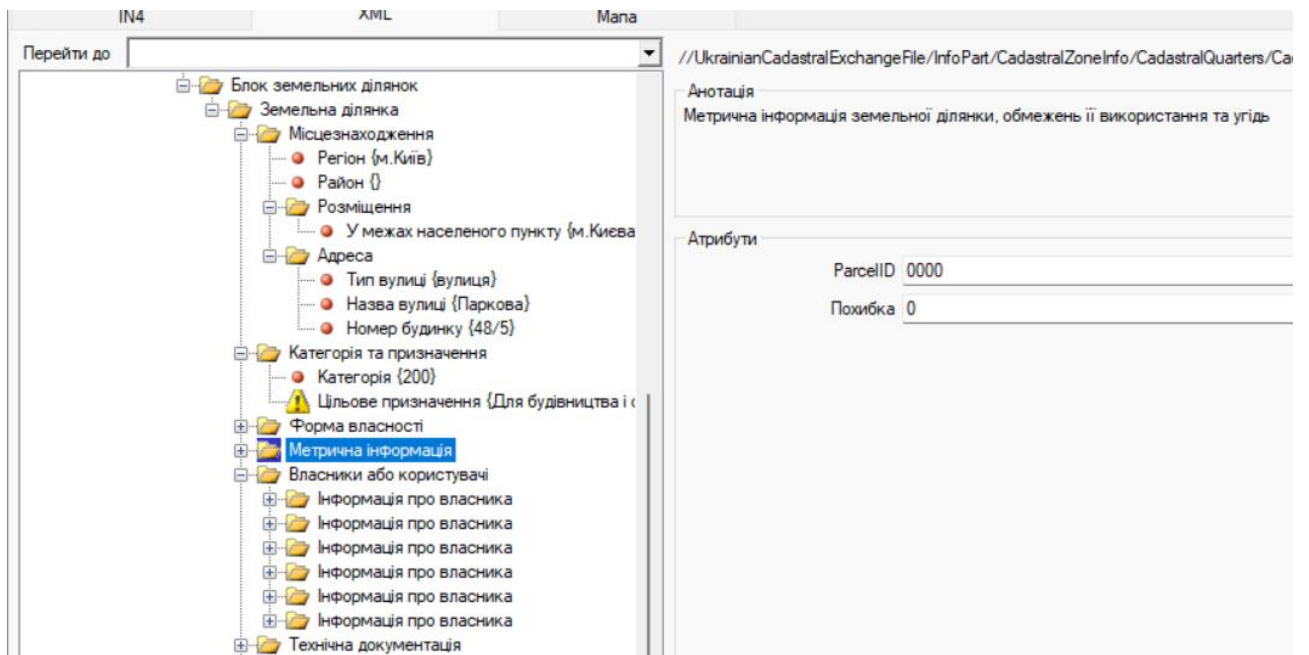 IN4 XML Мапа
Перейти до
//UkrainianCadastralExchangeFile/InfoPart/CadastralZoneInfo/CadastralQuarters/Ca
Блок земельних ділянок
Земельна ділянка
Місцезнаходження
Регіон {м.Київ}
Район {}
Розміщення
У межах населеного пункту {м.Києва
Адреса
Тип вулиці {вулиця}
Назва вулиці {Паркова}
Номер будинку {48/5}
Категорія та призначення
Категорія {200}
Цільове призначення {Для будівництва і о
Форма власності
Метрична інформація
Власники або користувачі
Інформація про власника
Інформація про власника
Інформація про власника
Інформація про власника
Інформація про власника
Інформація про власника
Технічна документація
Анотація
Метрична інформація земельної ділянки, обмежень її використання та угідь
Атрибути
ParcelID 0000
Похибка 0